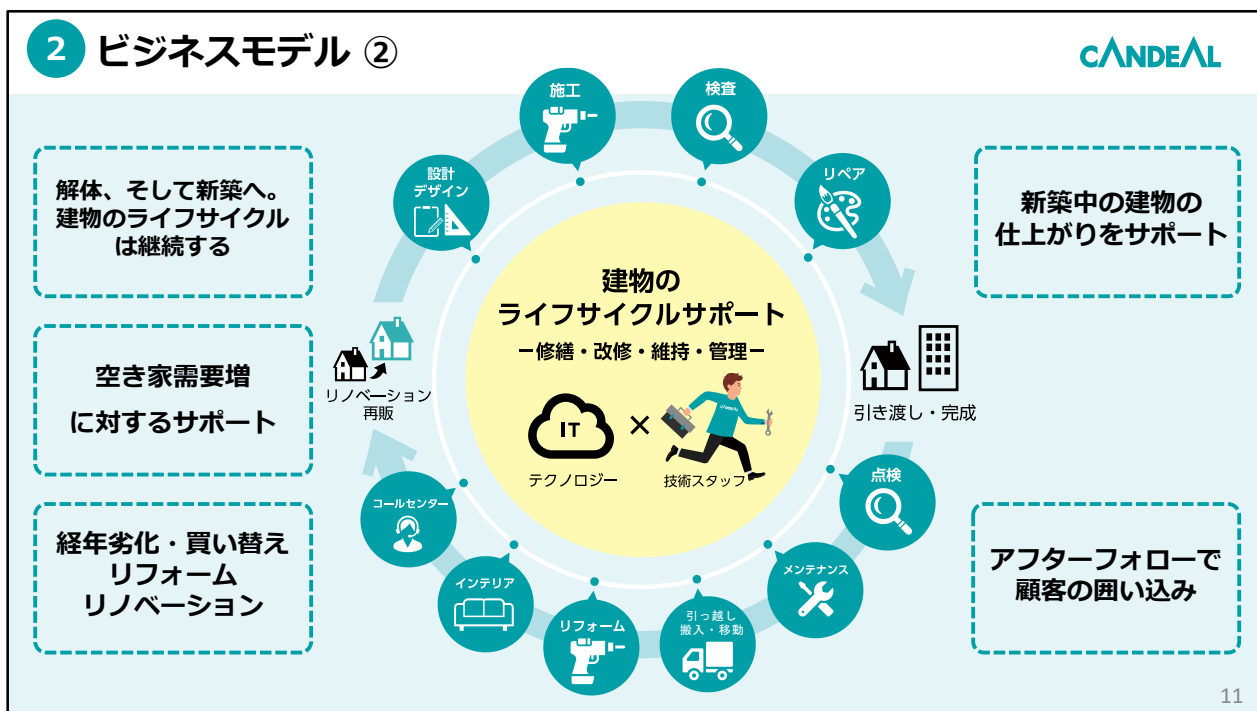 2 ビジネスモデル ②
CANDEAL
解体、そして新築へ。
建物のライフサイクル
は継続する
空き家需要増
に対するサポート
経年劣化・買い替え
リフォーム
リノベーション
設計
デザイン
施工
検査
リペア
引き渡し・完成
点検
メンテナンス
引っ越し
搬入・移動
リフォーム
インテリア
コールセンター
リノベーション
再販
建物の
ライフサイクルサポート
ー修繕・改修・維持・管理ー
IT
×
CANDEAL
テクノロジー
技術スタッフ
新築中の建物の
仕上がりをサポート
アフターフォローで
顧客の囲い込み
11